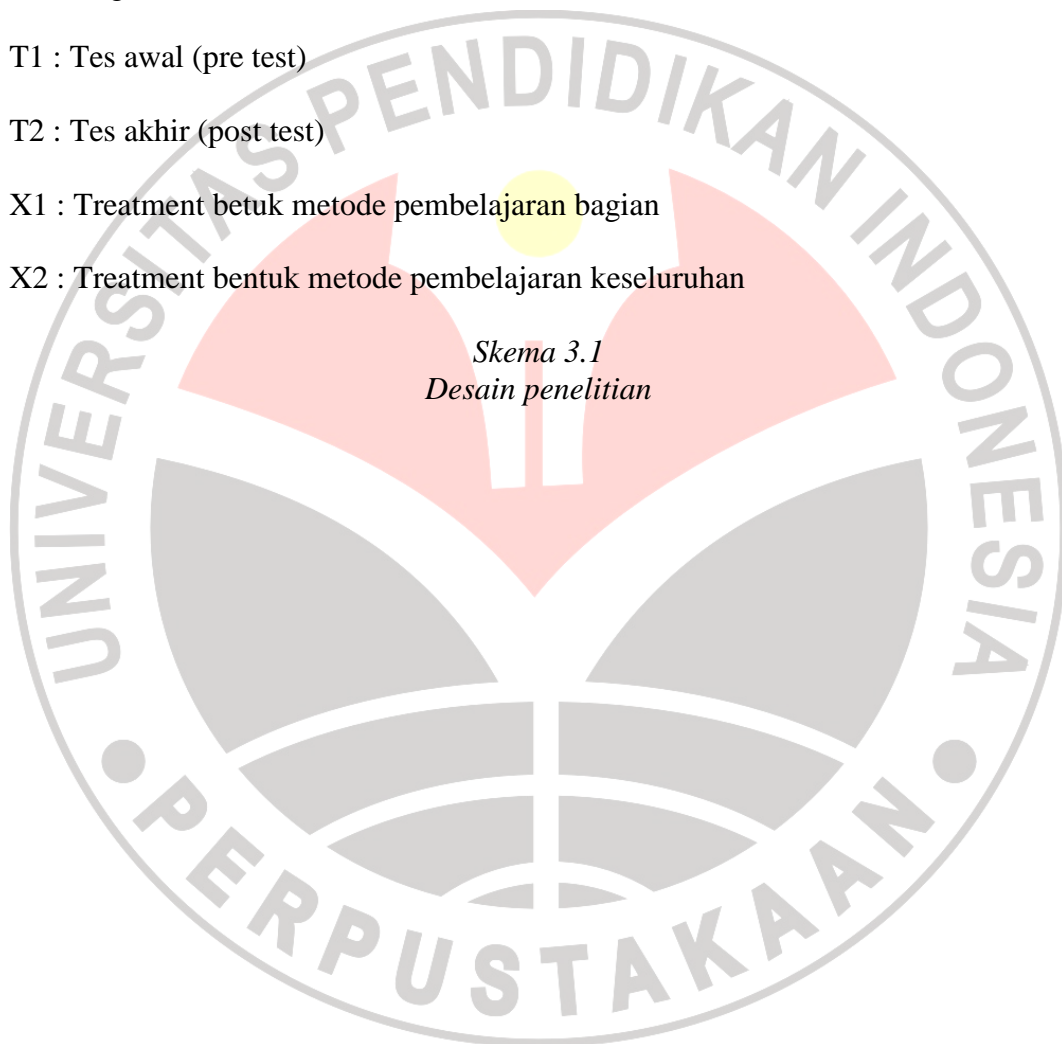 T1 : Tes awal (pre test)
T2 : Tes akhir (post test)
X1 : Treatment betuk metode pembelajaran bagian
X2 : Treatment bentuk metode pembelajaran keseluruhan
Skema 3.1
Desain penelitian
UNIVERSITAS PENDIDIKAN INDONESIA
PERPUSTAKAAN